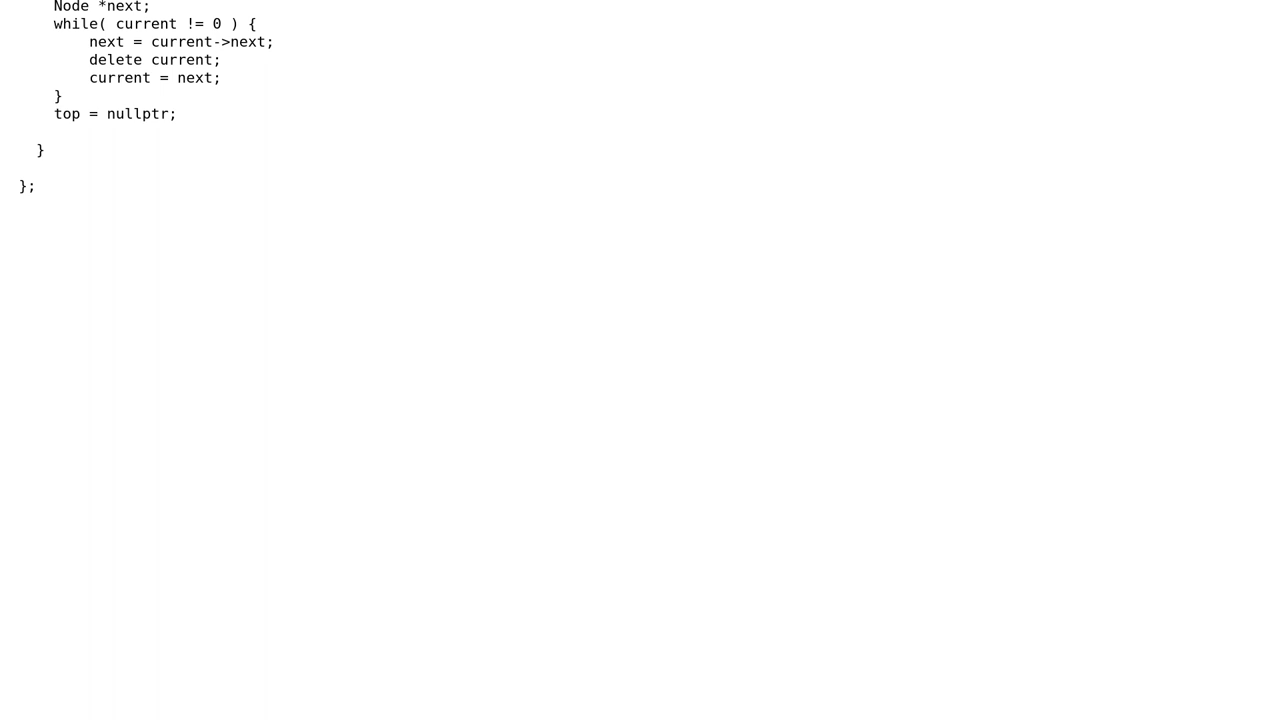 Node *next;
    while( current != 0 ) {
        next = current->next;
        delete current;
        current = next;
    }
    top = nullptr;

  }

};